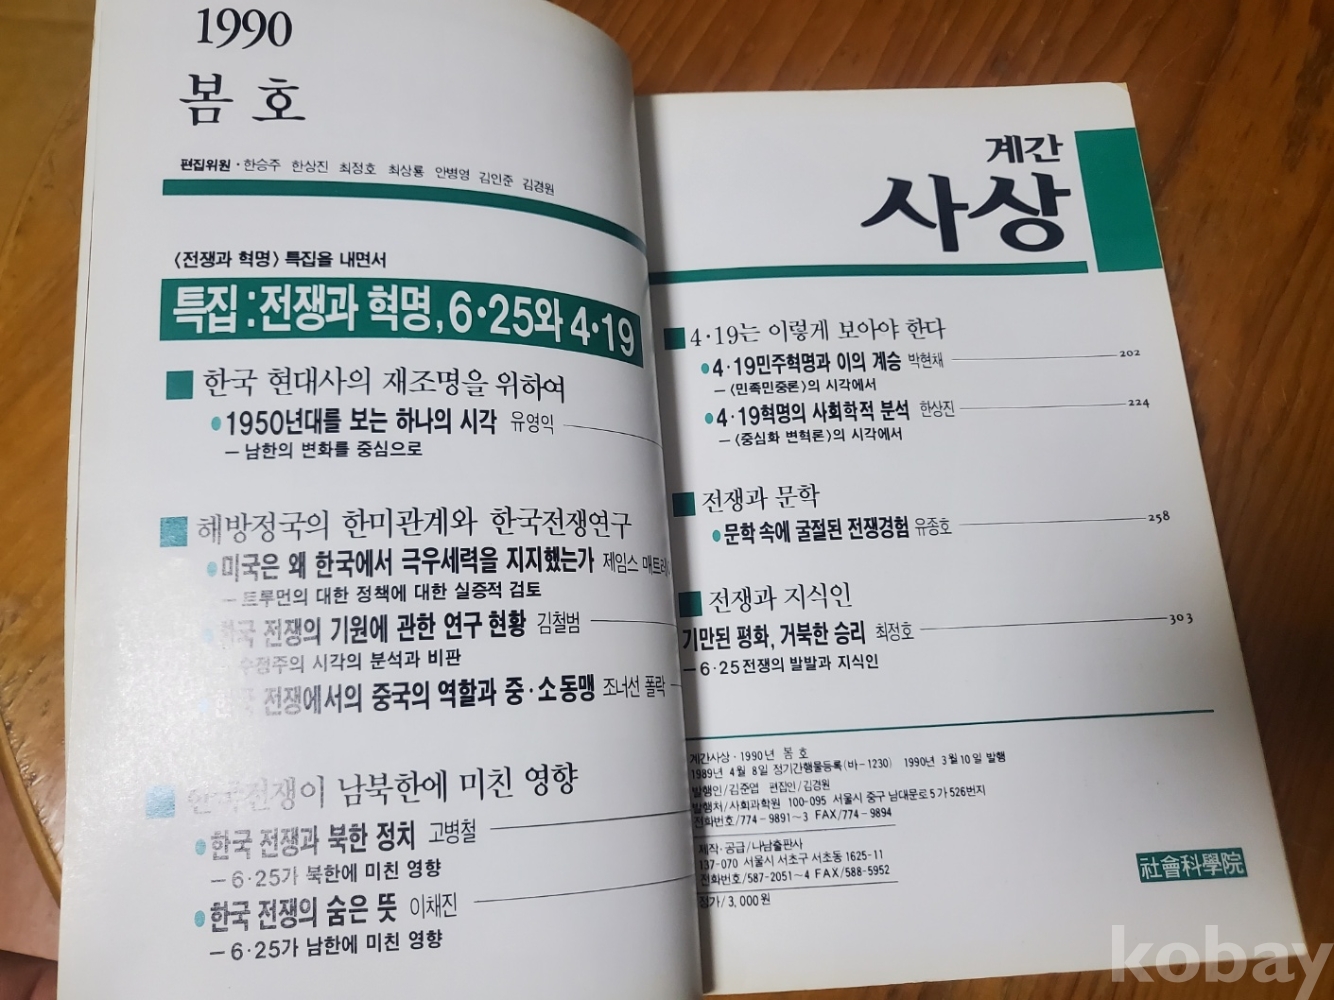 1990
봄 호
편집위원 · 한승주 한상진 최정호 최상룡 안병영 김인준 김경원
〈전쟁과 혁명〉 특집을 내면서
특집 : 전쟁과 혁명, 6·25와 4·19
한국 현대사의 재조명을 위하여
1950년대를 보는 하나의 시각 유영익
— 남한의 변화를 중심으로
해방정국의 한미관계와 한국전쟁연구
미국은 왜 한국에서 극우세력을 지지했는가 제임스 매트레이
— 트루먼의 대한 정책에 대한 실증적 검토
한국 전쟁의 기원에 관한 연구 현황 김철범
— 수정주의 시각의 분석과 비판
한국 전쟁에서의 중국의 역할과 중·소동맹 조너선 폴락
한국전쟁이 남북한에 미친 영향
한국 전쟁과 북한 정치 고병철
— 6·25가 북한에 미친 영향
한국 전쟁의 숨은 뜻 이채진
— 6·25가 남한에 미친 영향
계간
사상
4·19는 이렇게 보아야 한다
4·19민주혁명과 이의 계승 박현채 202
— 〈민족민중론〉의 시각에서
4·19혁명의 사회학적 분석 한상진 224
— 〈중심화 변혁론〉의 시각에서
전쟁과 문학
문학 속에 굴절된 전쟁경험 유종호 258
전쟁과 지식인
기만된 평화, 거북한 승리 최정호 303
— 6·25전쟁의 발발과 지식인
계간사상 · 1990년 봄 호
1989년 4월 8일 정기간행물등록(바-1230) 1990년 3월 10일 발행
발행인/김준엽 편집인/김경원
발행처/사회과학원 100-095 서울시 중구 남대문로 5가 526번지
전화번호/774-9891~3 FAX/774-9894
제작·공급/나남출판사
137-070 서울시 서초구 서초동 1625-11
전화번호/587-2051~4 FAX/588-5952
정가/3,000원
社會科學院
kobay